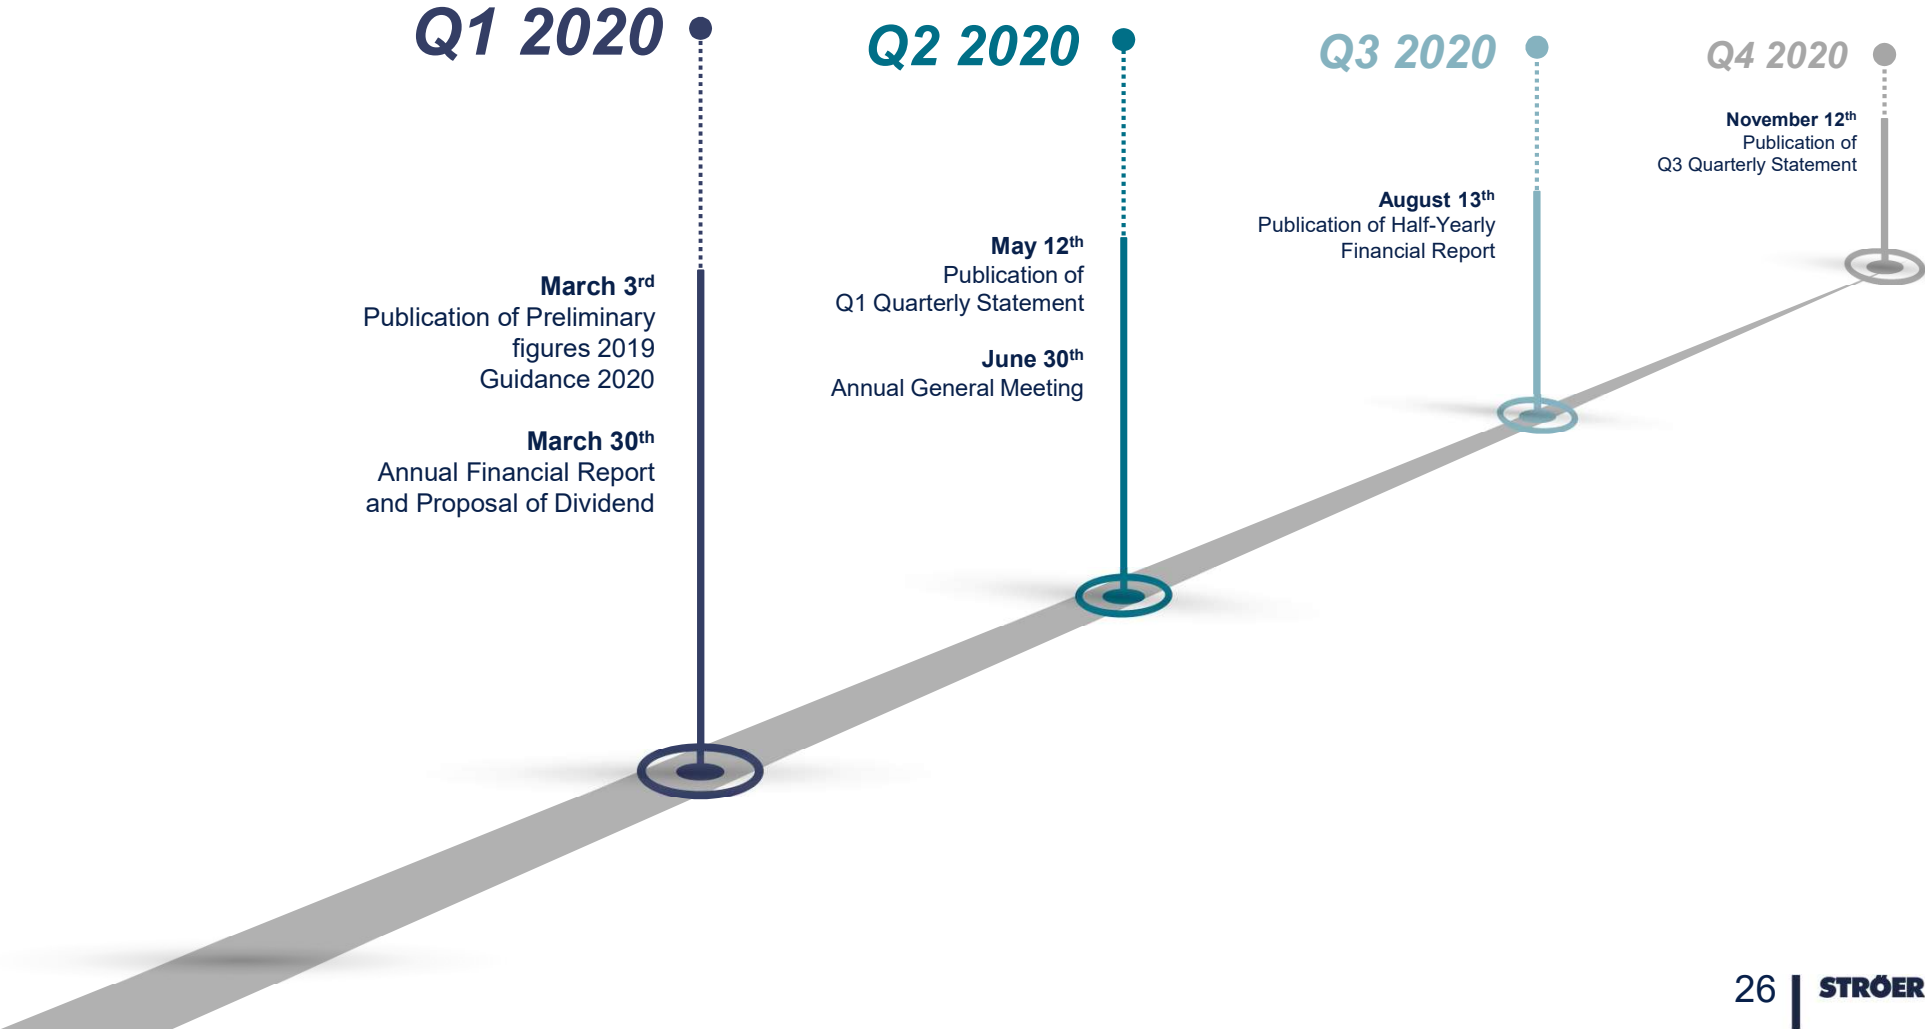 Q1 2020
March 3rd
Publication of Preliminary
figures 2019
Guidance 2020
March 30th
Annual Financial Report
and Proposal of Dividend
Q2 2020
May 12th
Publication of
Q1 Quarterly Statement
June 30th
Annual General Meeting
Q3 2020
August 13th
Publication of Half-Yearly
Financial Report
Q4 2020
November 12th
Publication of
Q3 Quarterly Statement
26
STRÖER